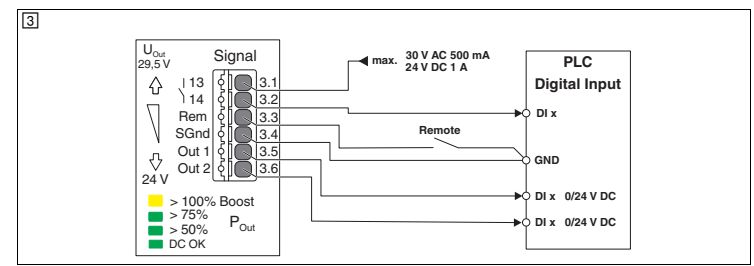 3
U Out
29,5 V
Signal
13
14
Rem
SGnd
Out 1
Out 2
24 V
3.1
3.2
3.3
3.4
3.5
3.6
> 100% Boost
> 75%
> 50%
DC OK
P Out
max. 30 V AC 500 mA
24 V DC 1 A
Remote
PLC
Digital Input
DI x
GND
DI x 0/24 V DC
DI x 0/24 V DC